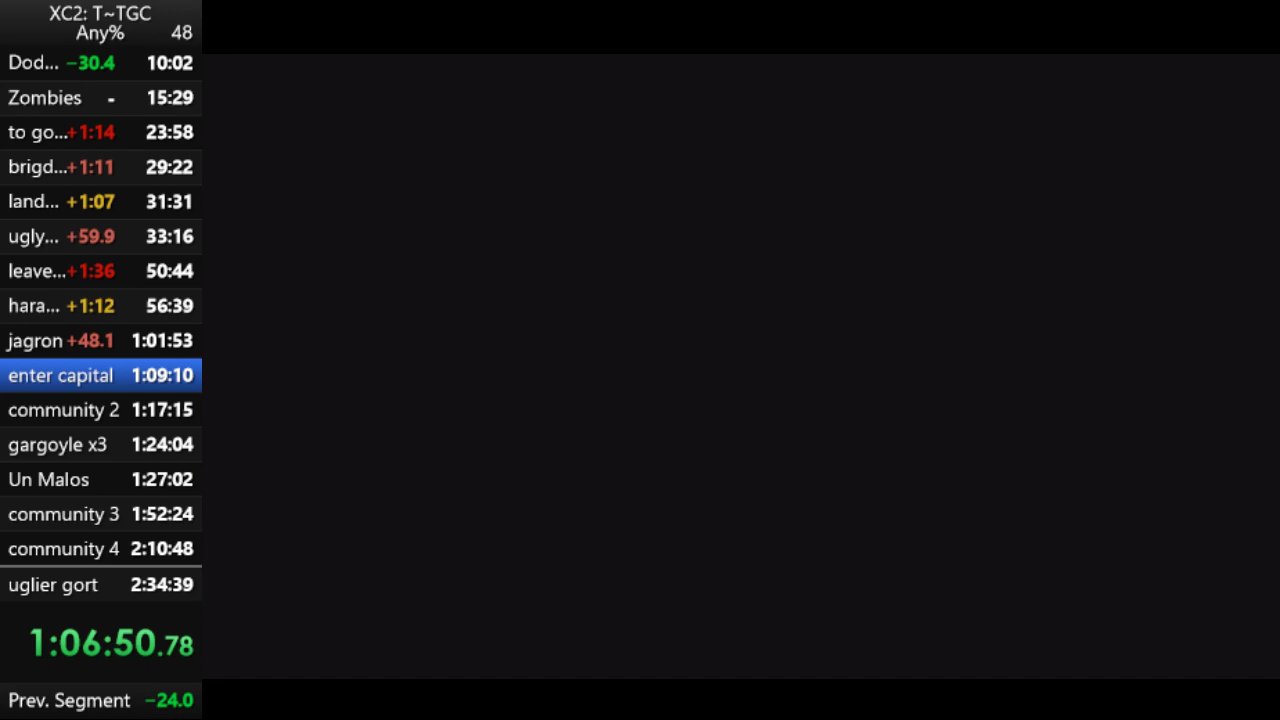 XC2: T~TGC
Any% 48
Dod... −30.4 10:02
Zombies - 15:29
to go...+1:14 23:58
brigd...+1:11 29:22
land... +1:07 31:31
ugly... +59.9 33:16
leave...+1:36 50:44
hara... +1:12 56:39
jagron +48.1 1:01:53
enter capital 1:09:10
community 2 1:17:15
gargoyle x3 1:24:04
Un Malos 1:27:02
community 3 1:52:24
community 4 2:10:48
uglier gort 2:34:39
1:06:50.78
Prev. Segment −24.0